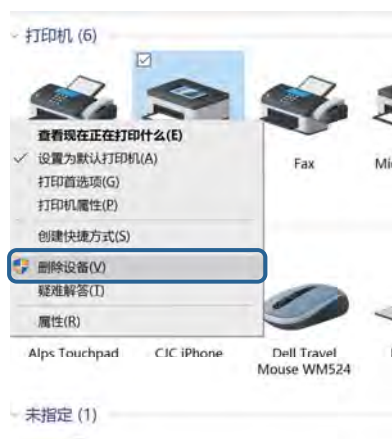 打印机 (6)
查看现在正在打印什么(E)
设置为默认打印机(A)
打印首选项(G)
打印机属性(P)
Fax
创建快捷方式(S)
删除设备(V)
疑难解答(T)
属性(R)
Alps Touchpad
CJC iPhone
Dell Travel
Mouse WM524
未指定 (1)